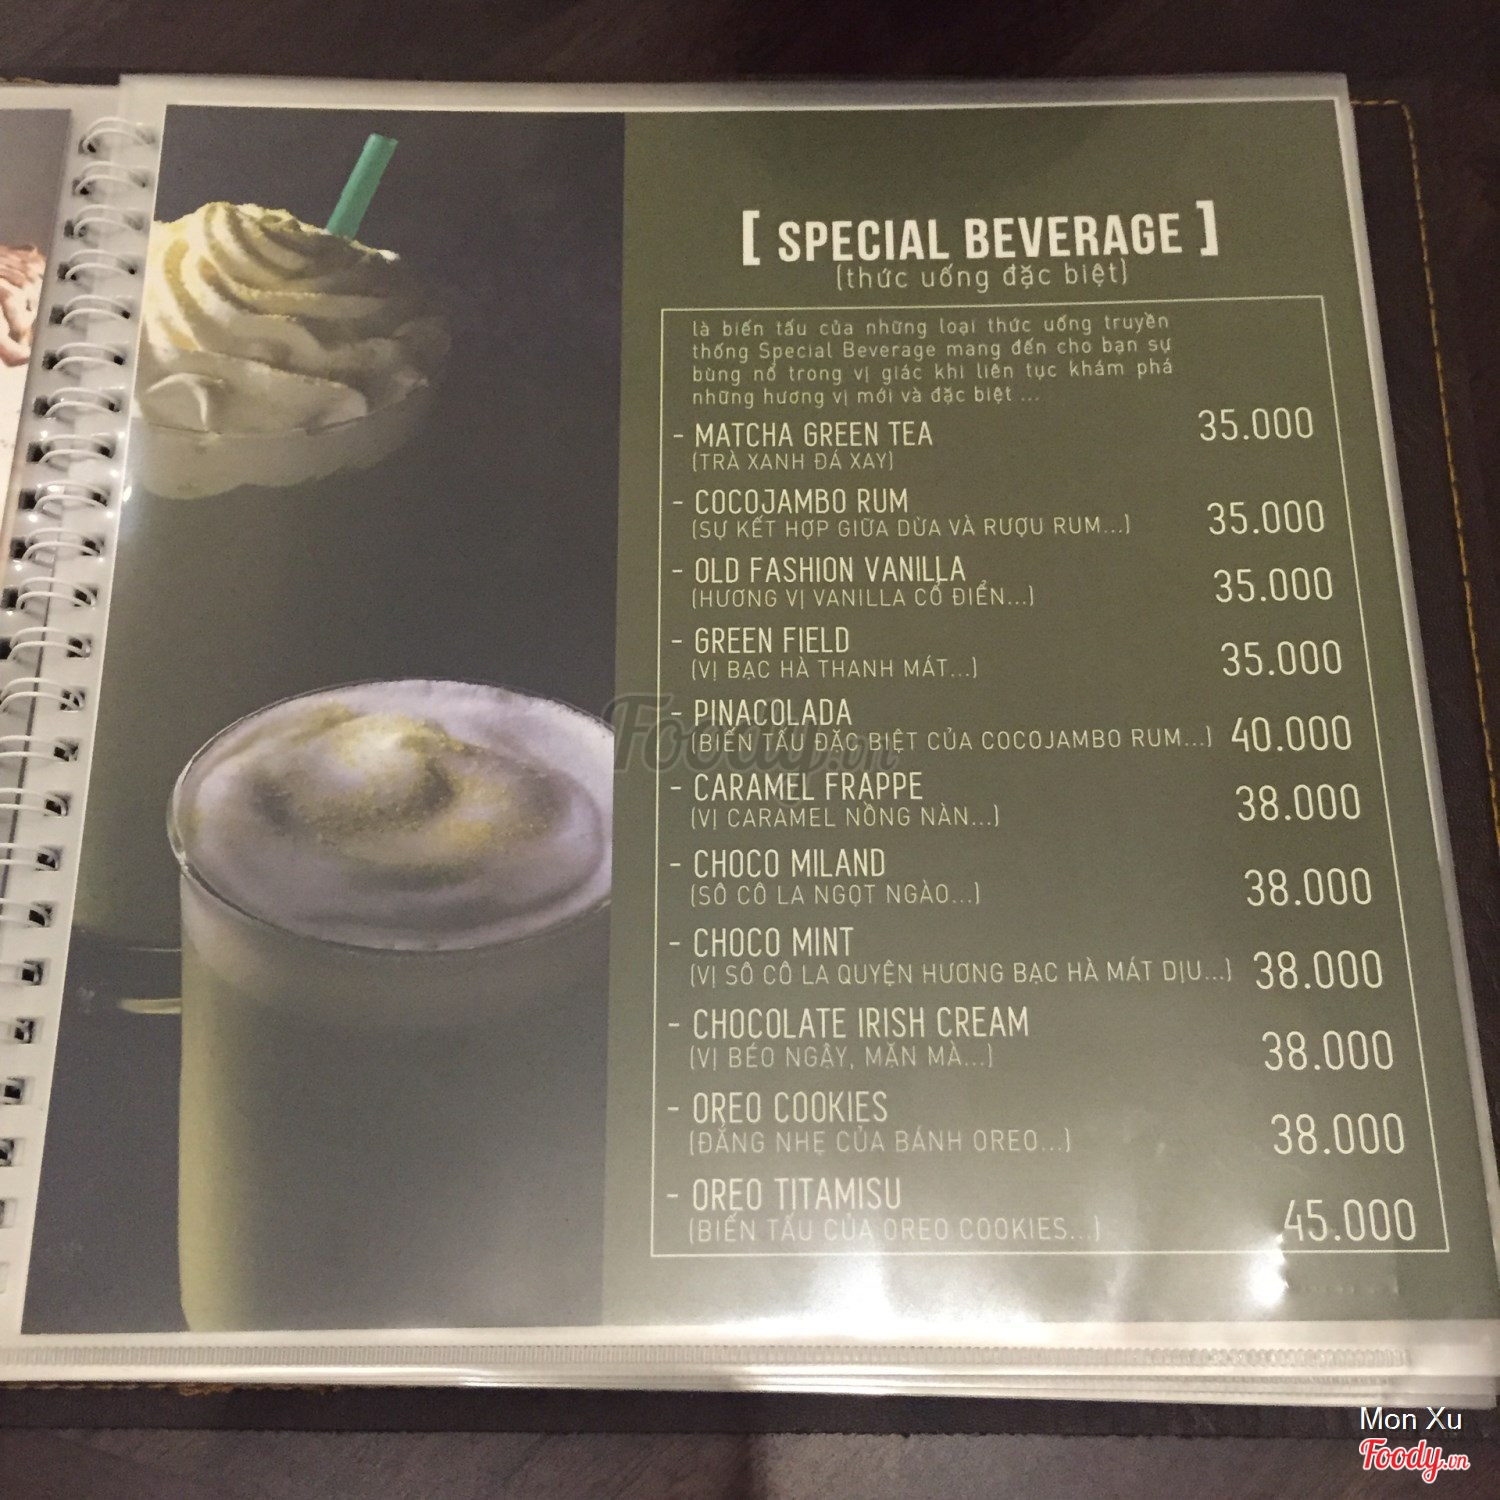 [ SPECIAL BEVERAGE ]
(thức uống đặc biệt)
là biến tấu của những loại thức uống truyền
thống Special Beverage mang đến cho bạn sự
bùng nổ trong vị giác khi liên tục khám phá
những hương vị mới và đặc biệt ...
- MATCHA GREEN TEA 35.000
(TRÀ XANH ĐÁ XAY)
- COCOJAMBO RUM 35.000
(SỰ KẾT HỢP GIỮA DỪA VÀ RƯỢU RUM...)
- OLD FASHION VANILLA 35.000
(HƯƠNG VỊ VANILLA CỔ ĐIỂN...)
- GREEN FIELD 35.000
(VỊ BẠC HÀ THANH MÁT...)
- PINACOLADA 40.000
(BIẾN TẤU ĐẶC BIỆT CỦA COCOJAMBO RUM...)
- CARAMEL FRAPPE 38.000
(VỊ CARAMEL NỒNG NÀN...)
- CHOCO MILAND 38.000
(SÔ CÔ LA NGỌT NGÀO...)
- CHOCO MINT 38.000
(VỊ SÔ CÔ LA QUYỆN HƯƠNG BẠC HÀ MÁT DỊU...)
- CHOCOLATE IRISH CREAM 38.000
(VỊ BÉO NGẬY, MẶN MÀ...)
- OREO COOKIES 38.000
(ĐẮNG NHẸ CỦA BÁNH OREO...)
- OREO TITAMISU 45.000
(BIẾN TẤU CỦA OREO COOKIES...)
Foody.vn
Mon Xu
Foody.vn